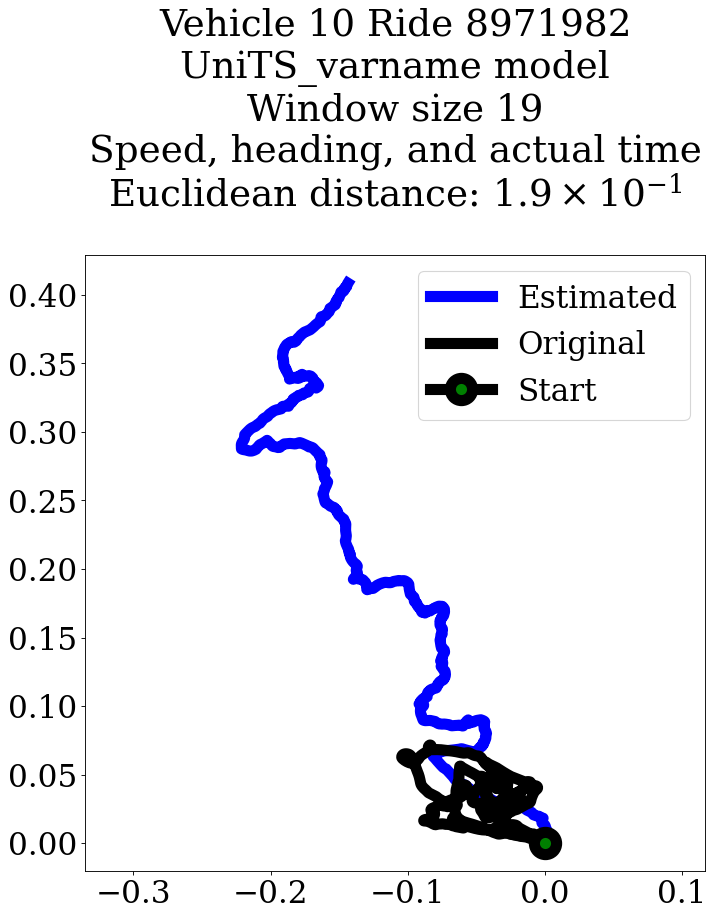 Vehicle 10 Ride 8971982
UniTS_varname model
Window size 19
Speed, heading, and actual time
Euclidean distance: 1.9 × 10⁻¹
Estimated
Original
Start
0.40
0.35
0.30
0.25
0.20
0.15
0.10
0.05
0.00
−0.3 −0.2 −0.1 0.0 0.1